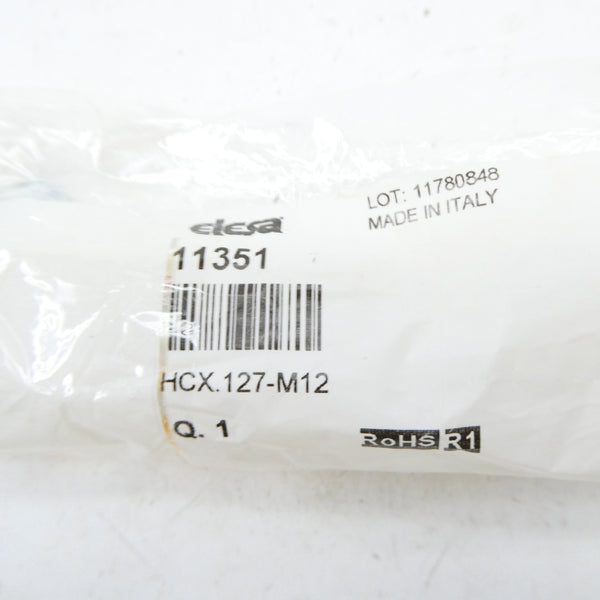 LOT: 11780848
MADE IN ITALY
elesa
11351
HCX.127-M12
Q. 1
RoHS R1